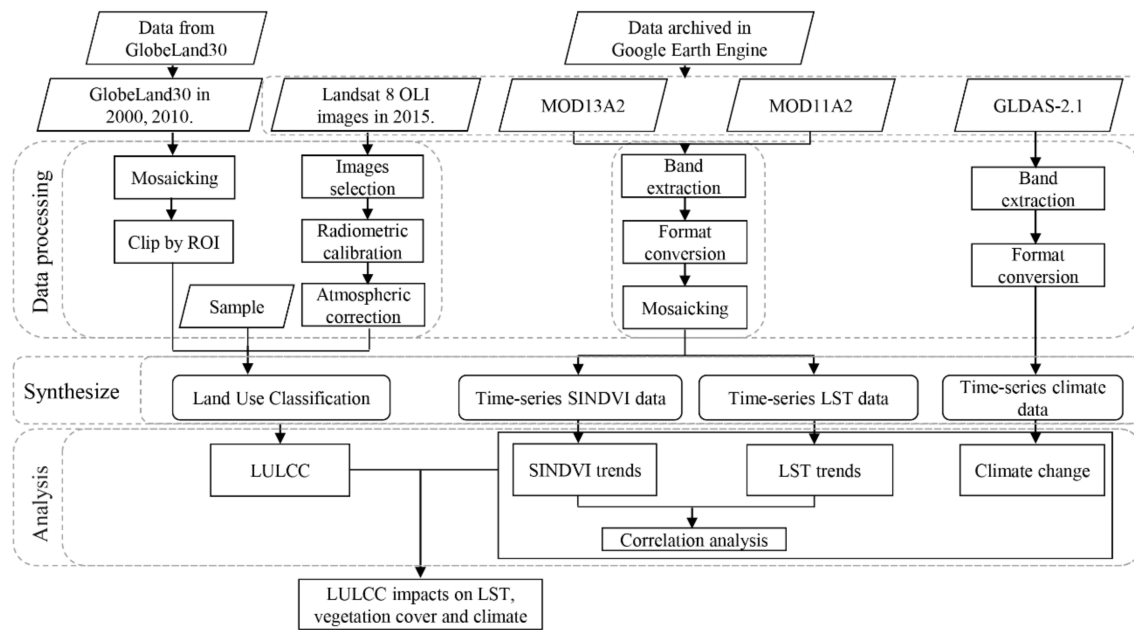 Data from
GlobeLand30
Data archived in
Google Earth Engine
GlobeLand30 in
2000, 2010.
Landsat 8 OLI
images in 2015.
MOD13A2
MOD11A2
GLDAS-2.1
Data processing
Mosaicking
Clip by ROI
Sample
Images
selection
Radiometric
calibration
Atmospheric
correction
Band
extraction
Format
conversion
Mosaicking
Band
extraction
Format
conversion
Synthesize
Land Use Classification
Time-series SINDVI data
Time-series LST data
Time-series climate
data
Analysis
LULCC
SINDVI trends
LST trends
Climate change
Correlation analysis
LULCC impacts on LST,
vegetation cover and climate